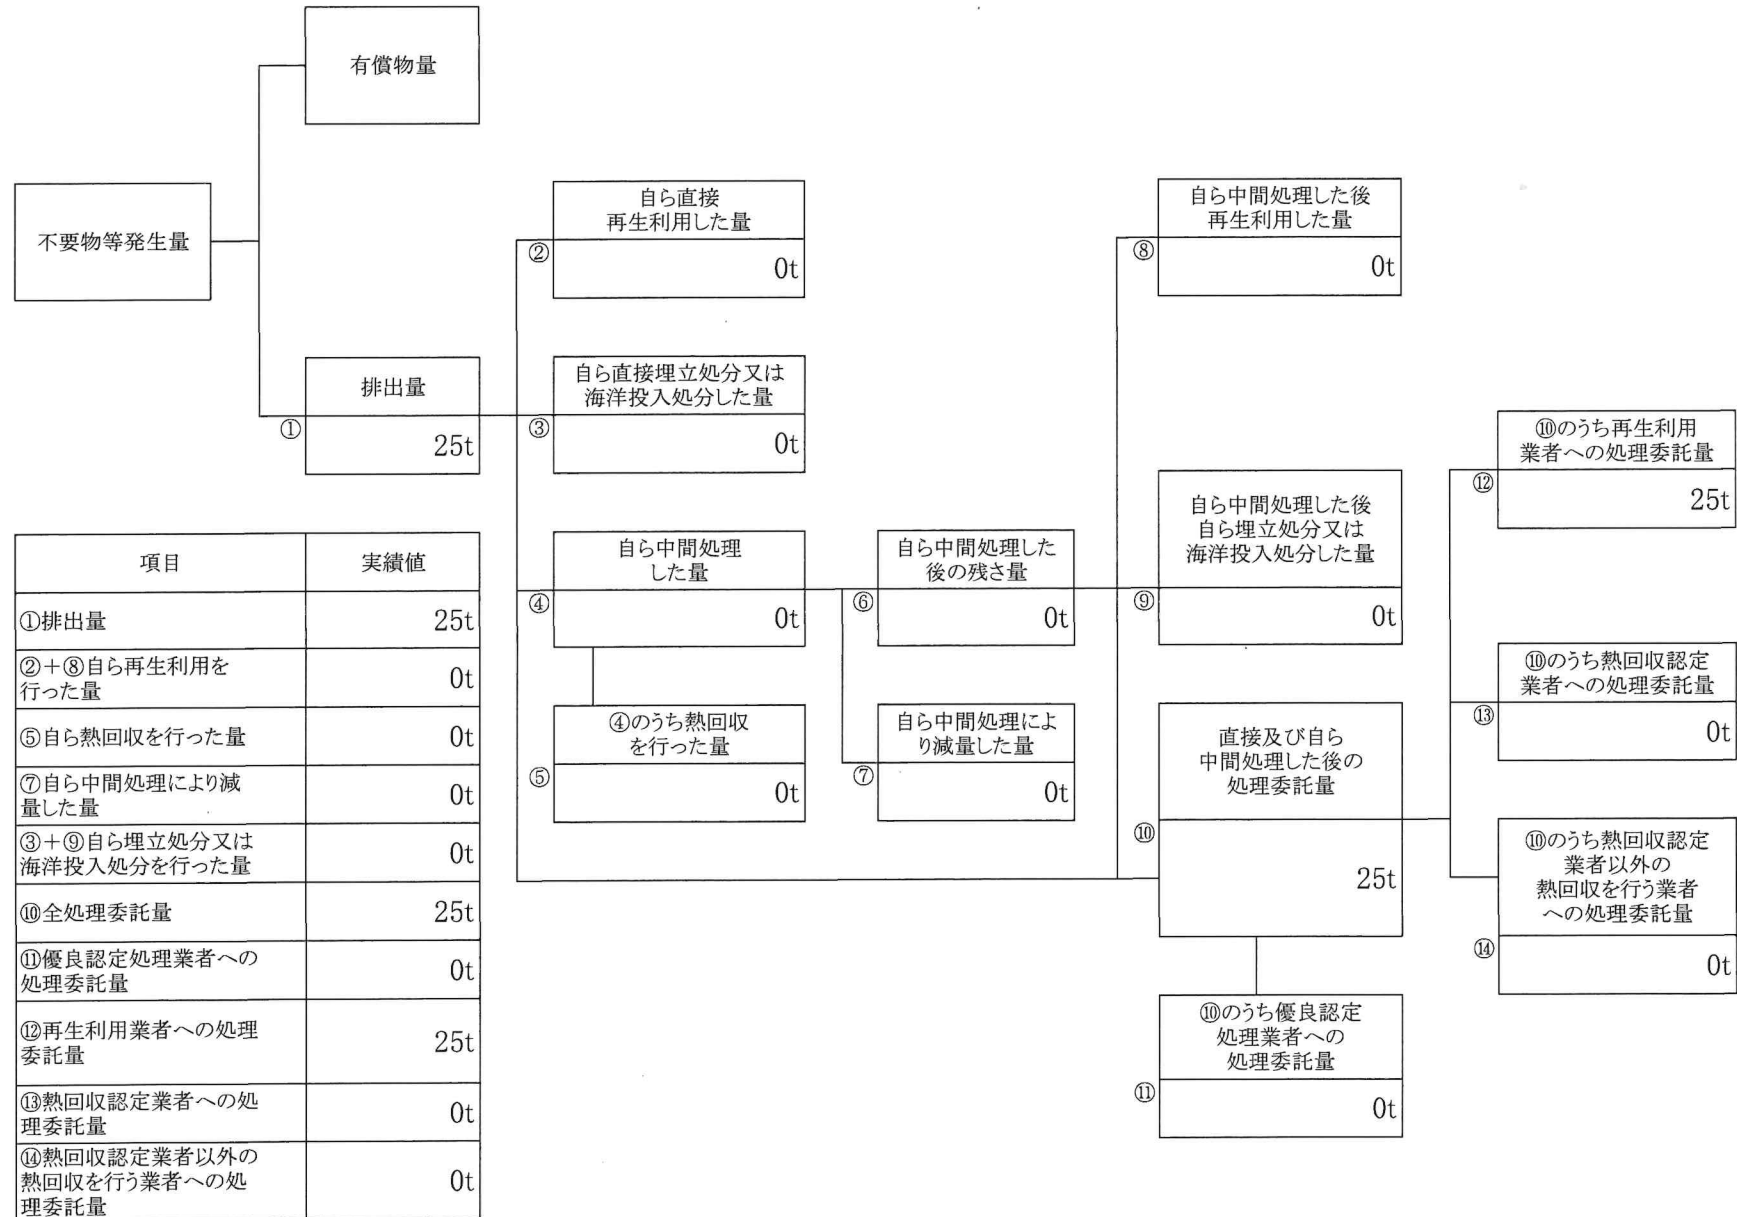 有償物量
不要物等発生量
排出量
①
25t
自ら直接
再生利用した量
②
0t
自ら直接埋立処分又は
海洋投入処分した量
③
0t
自ら中間処理
した量
④
0t
④のうち熱回収
を行った量
⑤
0t
自ら中間処理した
後の残さ量
⑥
0t
自ら中間処理によ
り減量した量
⑦
0t
自ら中間処理した後
再生利用した量
⑧
0t
自ら中間処理した後
自ら埋立処分又は
海洋投入処分した量
⑨
0t
直接及び自ら
中間処理した後の
処理委託量
⑩
25t
⑩のうち優良認定
処理業者への
処理委託量
⑪
0t
⑩のうち再生利用
業者への処理委託量
⑫
25t
⑩のうち熱回収認定
業者への処理委託量
⑬
0t
⑩のうち熱回収認定
業者以外の
熱回収を行う業者
への処理委託量
⑭
0t
項目 実績値
①排出量 25t
②+⑧自ら再生利用を
行った量 0t
⑤自ら熱回収を行った量 0t
⑦自ら中間処理により減
量した量 0t
③+⑨自ら埋立処分又は
海洋投入処分を行った量 0t
⑩全処理委託量 25t
⑪優良認定処理業者への
処理委託量 0t
⑫再生利用業者への処理
委託量 25t
⑬熱回収認定業者への処
理委託量 0t
⑭熱回収認定業者以外の
熱回収を行う業者への処
理委託量 0t